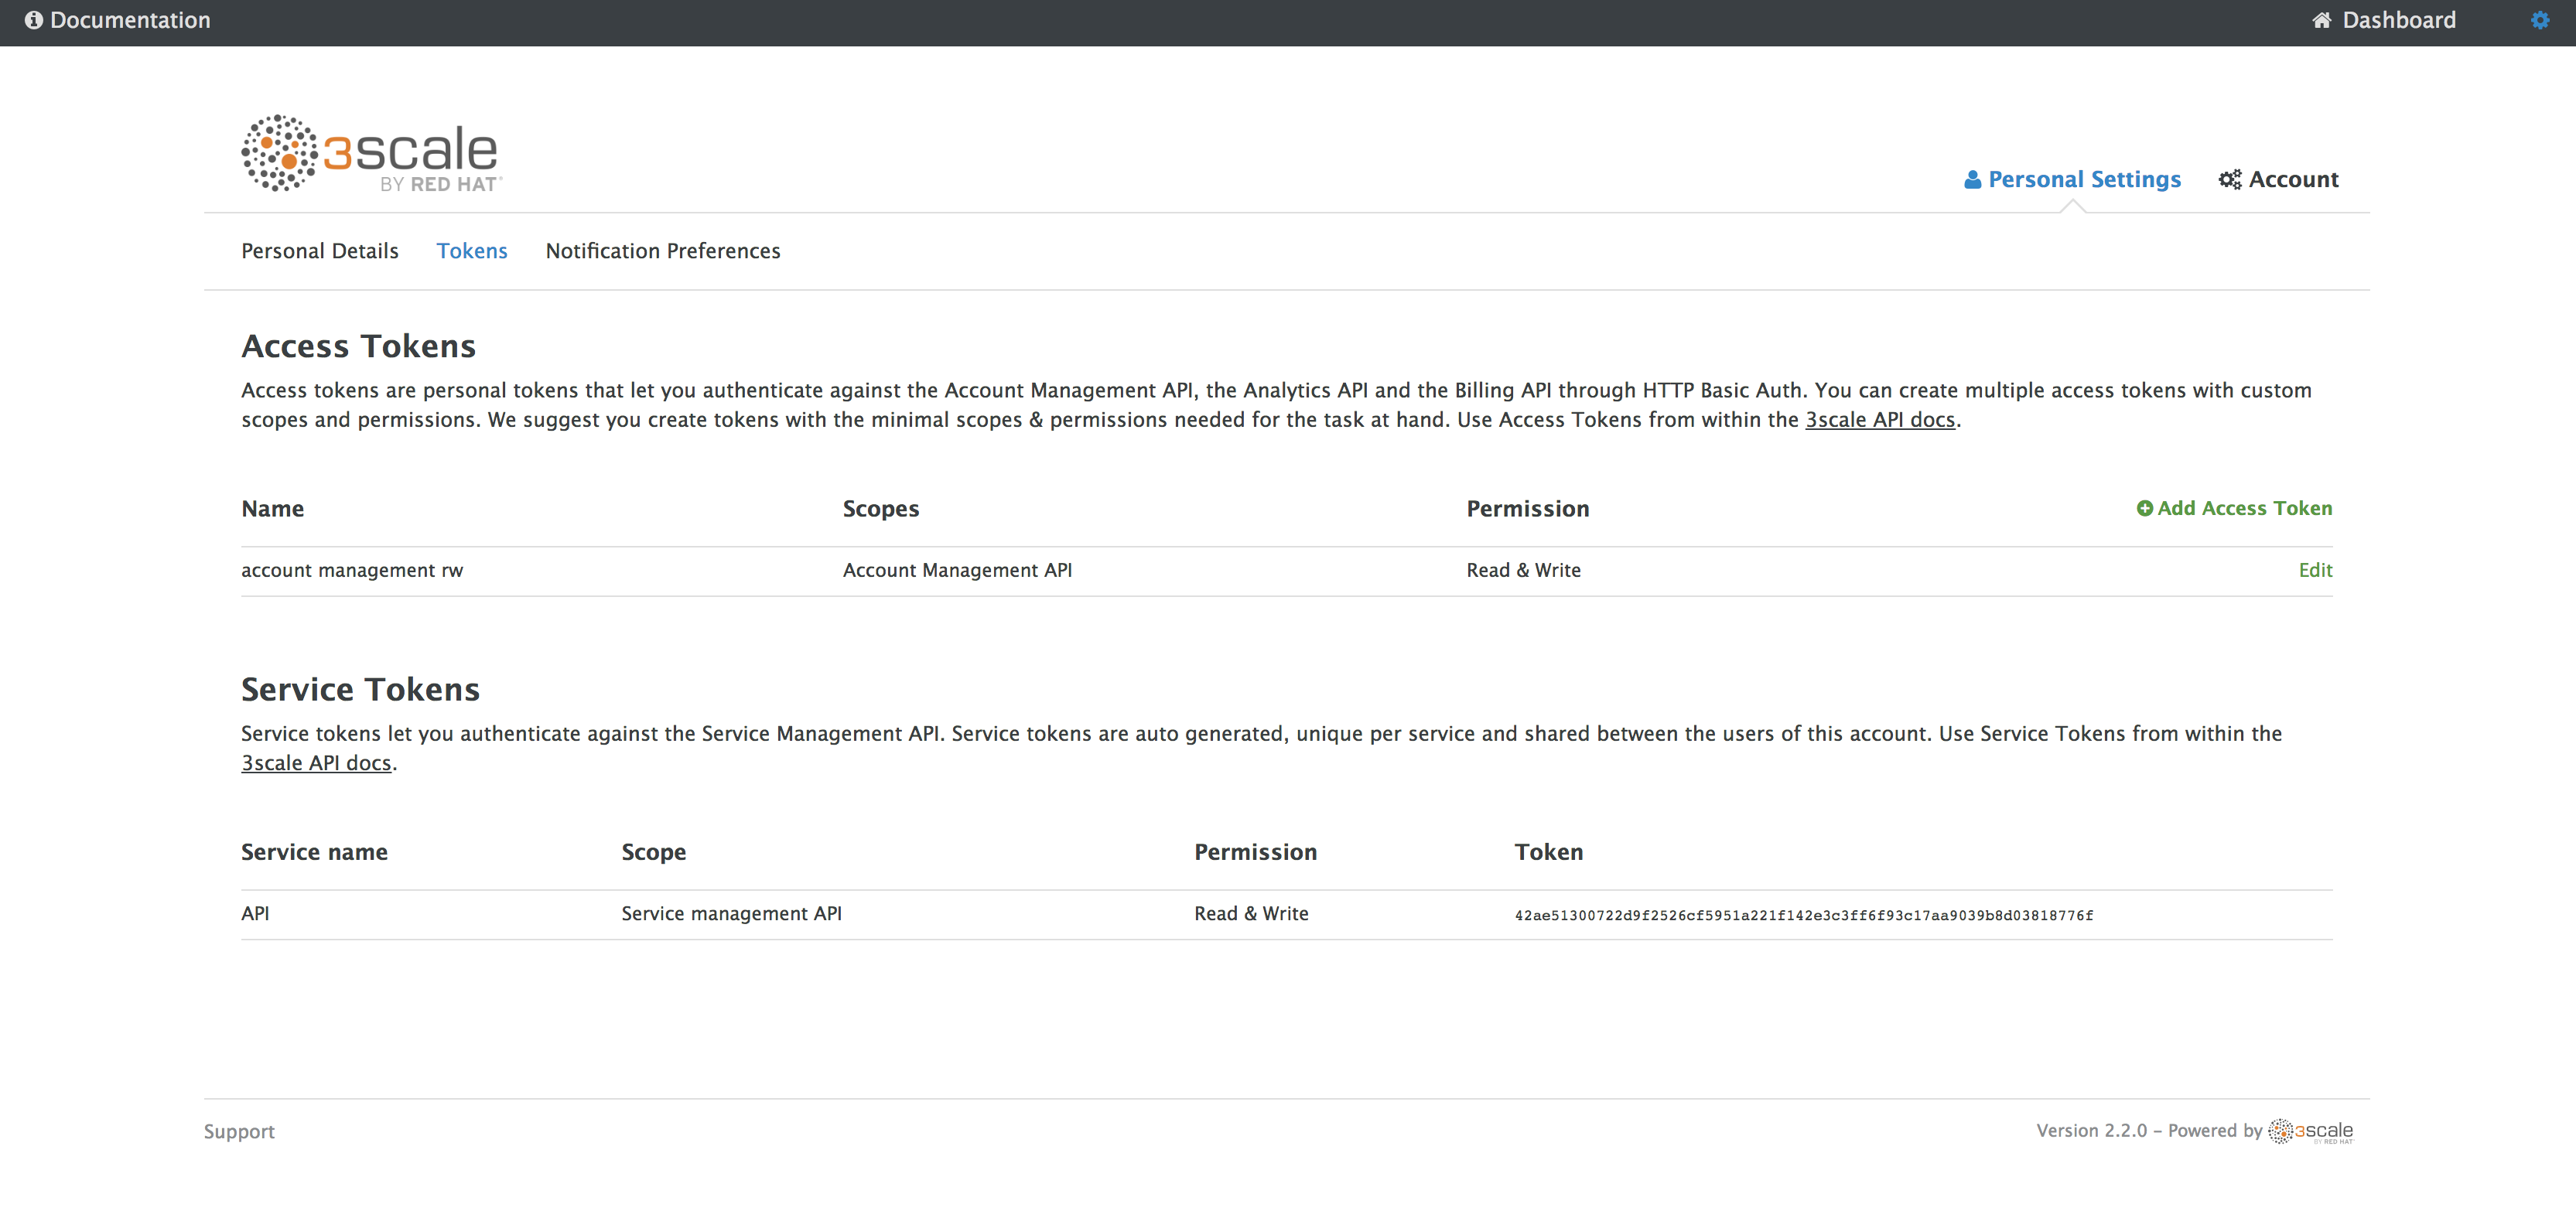 Documentation
Dashboard
3scale
BY RED HAT
Personal Settings
Account
Personal Details
Tokens
Notification Preferences
Access Tokens
Access tokens are personal tokens that let you authenticate against the Account Management API, the Analytics API and the Billing API through HTTP Basic Auth. You can create multiple access tokens with custom
scopes and permissions. We suggest you create tokens with the minimal scopes & permissions needed for the task at hand. Use Access Tokens from within the 3scale API docs.
Name
Scopes
Permission
Add Access Token
account management rw
Account Management API
Read & Write
Edit
Service Tokens
Service tokens let you authenticate against the Service Management API. Service tokens are auto generated, unique per service and shared between the users of this account. Use Service Tokens from within the
3scale API docs.
Service name
Scope
Permission
Token
API
Service management API
Read & Write
42ae51300722d9f2526cf5951a221f142e3c3ff6f93c17aa9039b8d03818776f
Support
Version 2.2.0 – Powered by 3scale
BY RED HAT